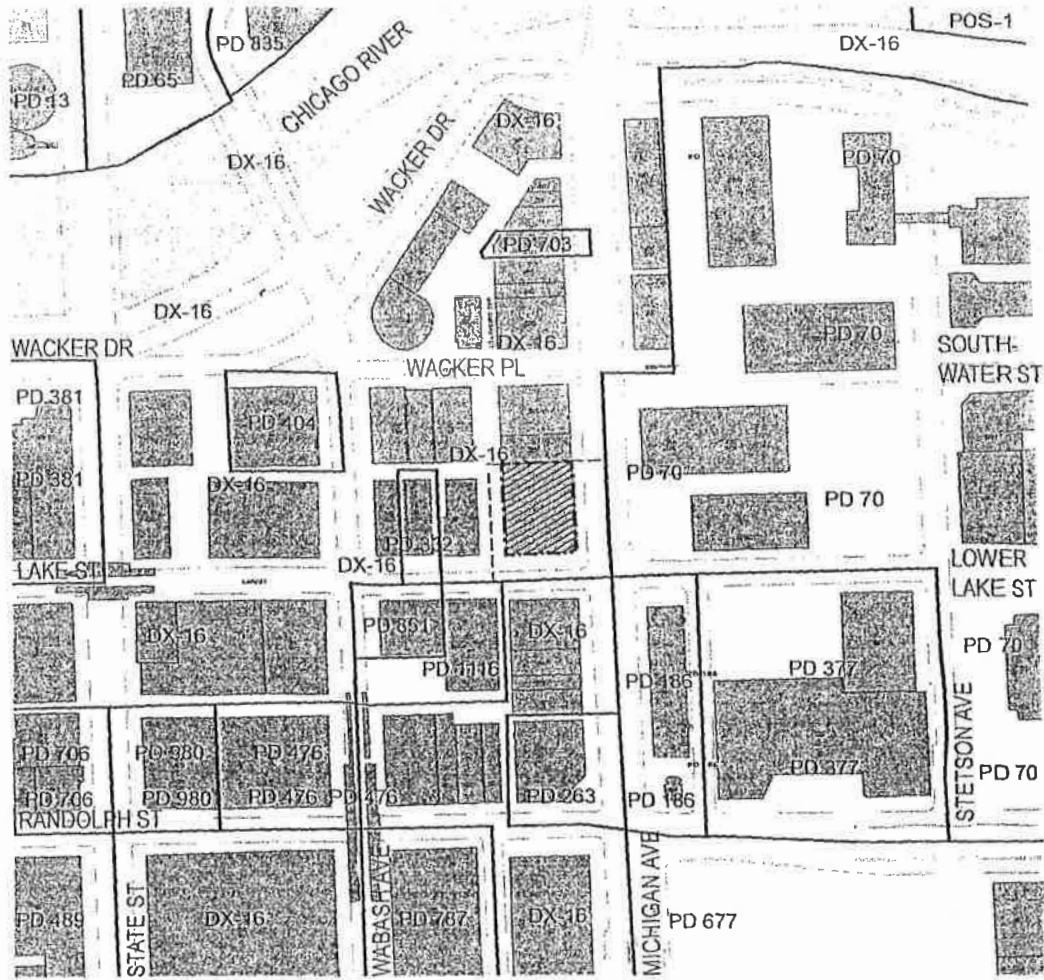 POS-1
DX-16
PD 835
PD 65
PD 13
CHICAGO RIVER
DX-16
WACKER DR
DX-16
PD 70
PD 703
DX-16
DX-16
PD 70
WACKER DR
WACKER PL
SOUTH-
WATER ST
PD 381
PD 404
DX-16
PD 381
DX-16
PD 70
PD 70
LAKE ST
DX-16
LOWER
LAKE ST
DX-16
PD 861
DX-16
PD 1116
PD 70
PD 186
PD 377
PD 706
PD 980
PD 476
PD 377
PD 70
PD 706
PD 980
PD 476
PD 476
PD 263
PD 186
RANDOLPH ST
STETSON AVE
PD 489
STATE ST
DX-16
WABASH AVE
PD 787
DX-16
MICHIGAN AVE
PD 677